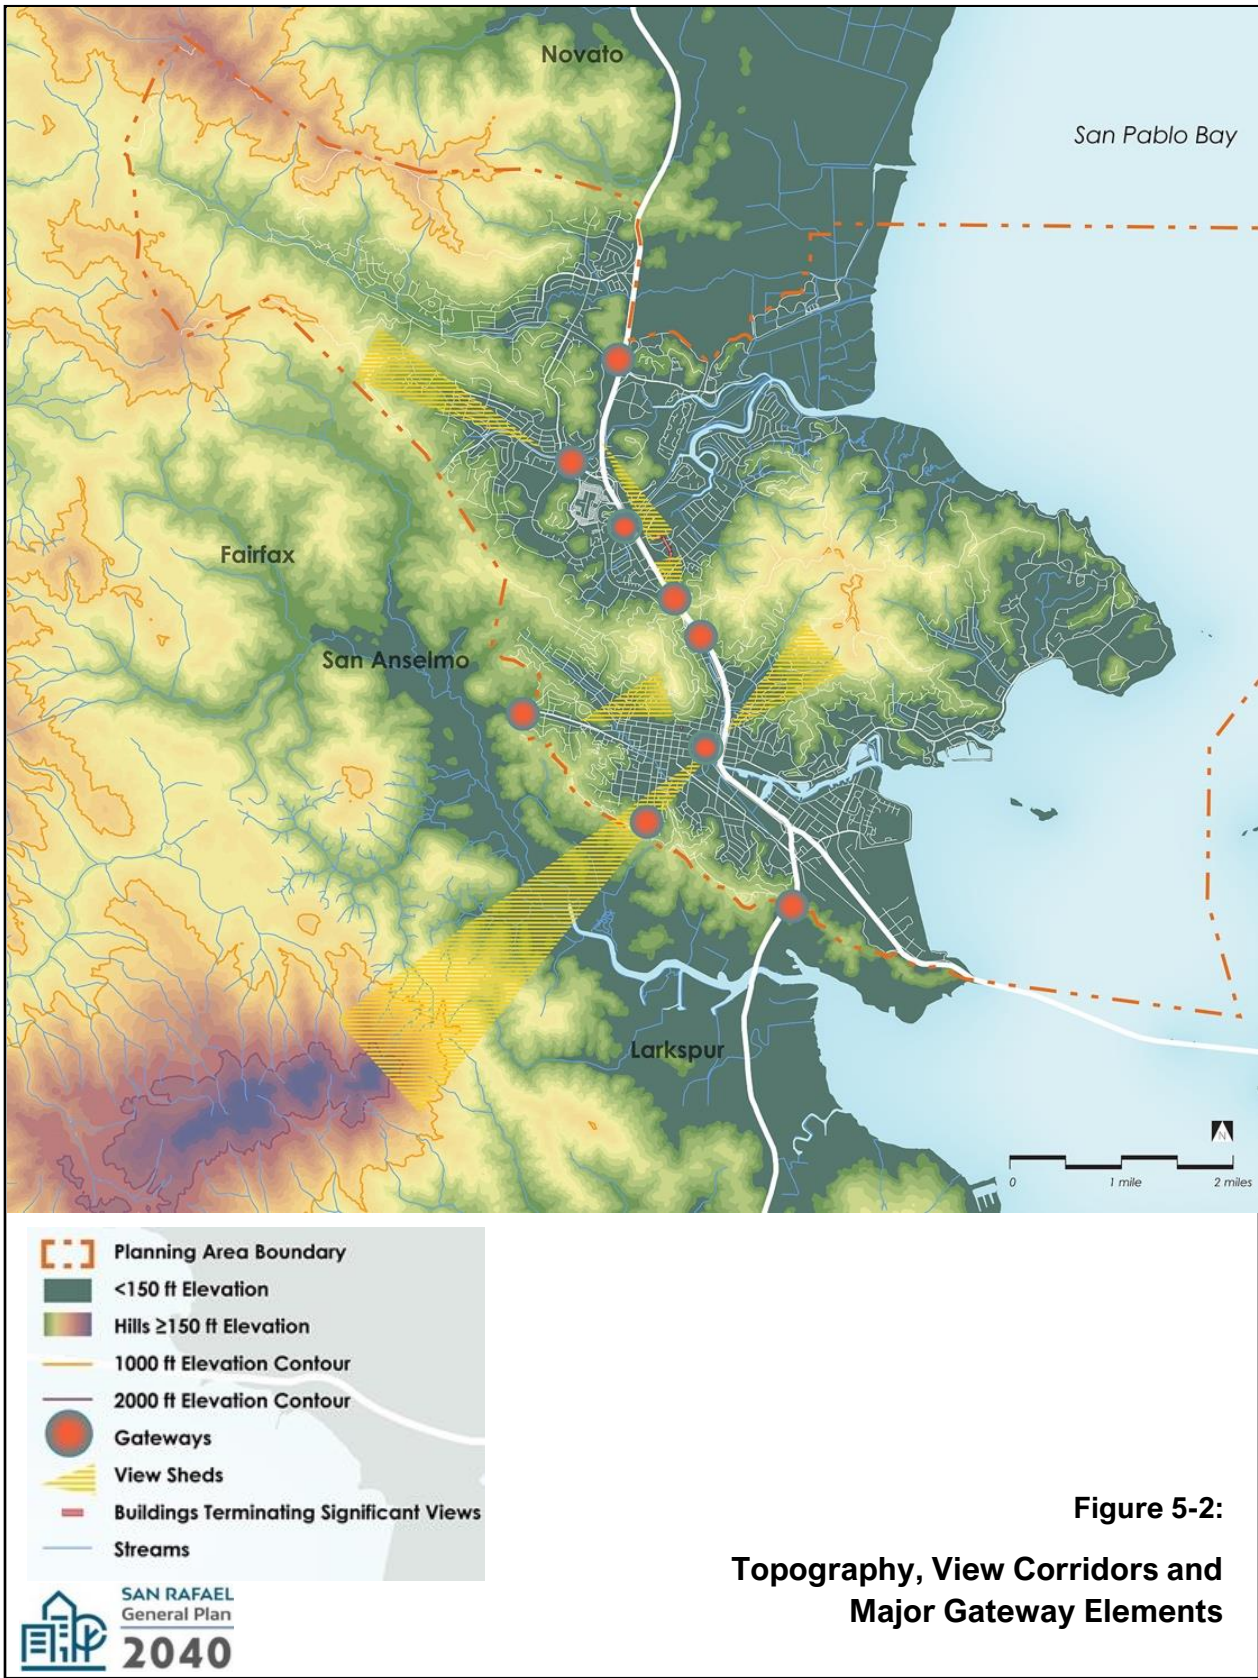 Novato
San Pablo Bay
Fairfax
San Anselmo
Larkspur
N
0 1 mile 2 miles
Planning Area Boundary
<150 ft Elevation
Hills ≥150 ft Elevation
1000 ft Elevation Contour
2000 ft Elevation Contour
Gateways
View Sheds
Buildings Terminating Significant Views
Streams
Figure 5-2:
Topography, View Corridors and
Major Gateway Elements
SAN RAFAEL
General Plan
2040